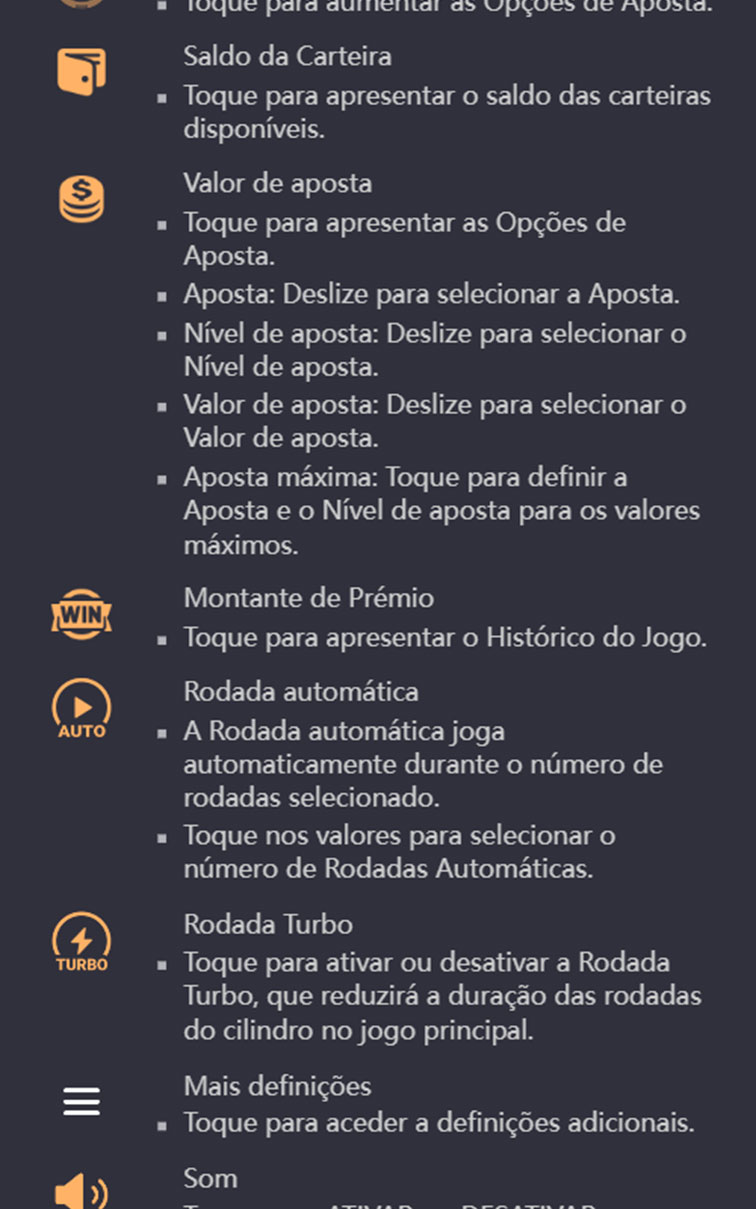 Toque para aumentar as Opções de Aposta.
Saldo da Carteira
Toque para apresentar o saldo das carteiras
disponíveis.
$
Valor de aposta
Toque para apresentar as Opções de
Aposta.
Aposta: Deslize para selecionar a Aposta.
Nível de aposta: Deslize para selecionar o
Nível de aposta.
Valor de aposta: Deslize para selecionar o
Valor de aposta.
Aposta máxima: Toque para definir a
Aposta e o Nível de aposta para os valores
máximos.
WIN
Montante de Prémio
Toque para apresentar o Histórico do Jogo.
AUTO
Rodada automática
A Rodada automática joga
automaticamente durante o número de
rodadas selecionado.
Toque nos valores para selecionar o
número de Rodadas Automáticas.
TURBO
Rodada Turbo
Toque para ativar ou desativar a Rodada
Turbo, que reduzirá a duração das rodadas
do cilindro no jogo principal.
Mais definições
Toque para aceder a definições adicionais.
Som
ATIVAR DESATIVAR